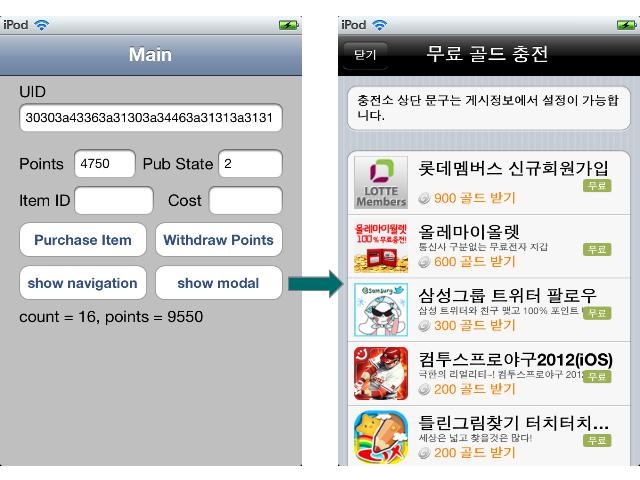 iPod
Main
UID
30303a43363a31303a34463a31313a3131
Points 4750 Pub State 2
Item ID Cost
Purchase Item Withdraw Points
show navigation show modal
count = 16, points = 9550
iPod
닫기 무료 골드 충전
충전소 상단 문구는 게시정보에서 설정이 가능합
니다.
LOTTE
Members
롯데멤버스 신규회원가입
무료
900 골드 받기
올레마이월렛
100% 무료충전!
올레마이울렛
통신사 구분없는 무료전자 지갑
무료
600 골드 받기
@Samsung
삼성그룹 트위터 팔로우
삼성 트위터와 친구 맺고 100% 포인트
무료
300 골드 받기
컴투스프로야구2012(iOS)
극한의 리얼리티~! 컴투스프로야구 201
무료
200 골드 받기
틀린그림찾기 터치터치...
세상은 넓고 찾을것은 많다!
무료
200 골드 받기